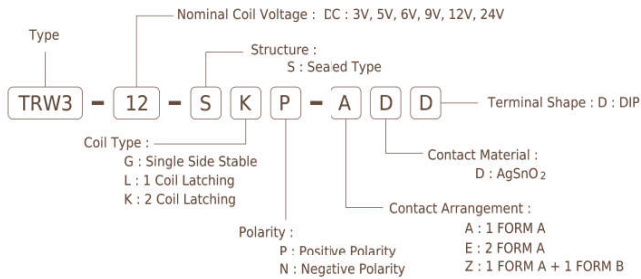 Nominal Coil Voltage : DC : 3V, 5V, 6V, 9V, 12V, 24V
Type
Structure :
S : Sealed Type
TRW3 - 12 - S K P - A D D
Terminal Shape : D : DIP
Coil Type :
G : Single Side Stable
L : 1 Coil Latching
K : 2 Coil Latching
Contact Material :
D : AgSnO₂
Contact Arrangement :
A : 1 FORM A
E : 2 FORM A
Z : 1 FORM A + 1 FORM B
Polarity :
P : Positive Polarity
N : Negative Polarity